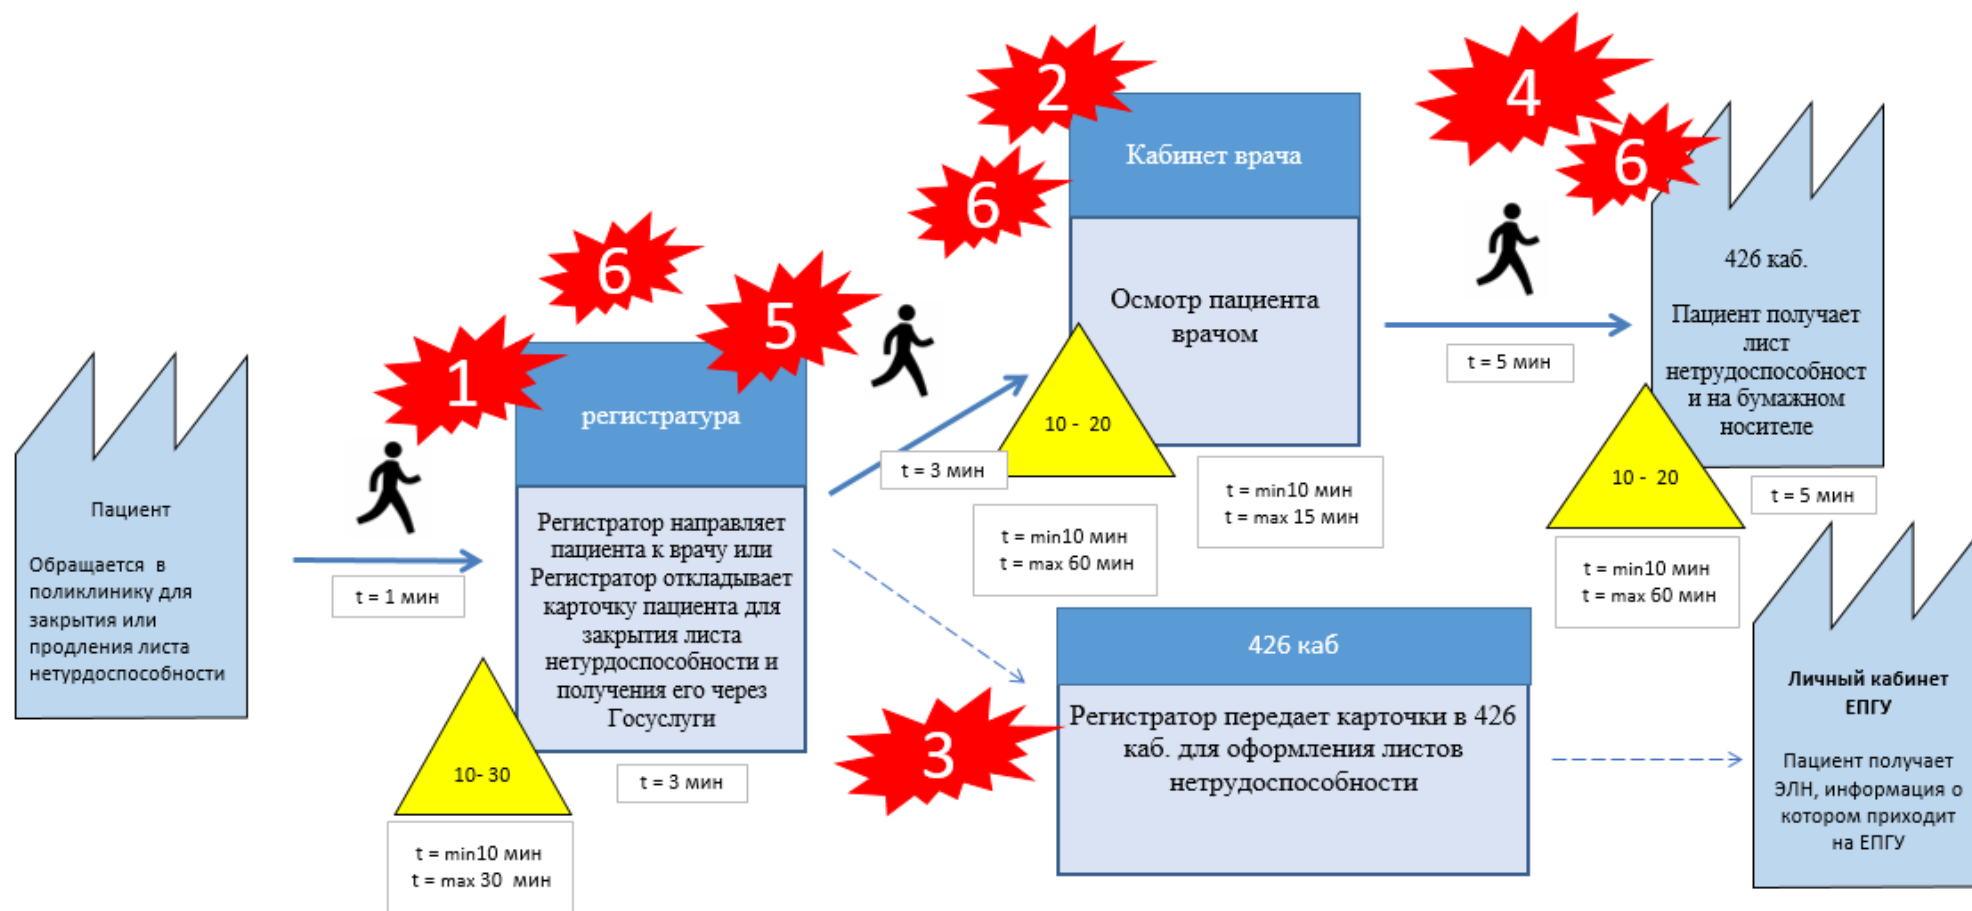 Пациент
Обращается в
поликлинику для
закрытия или
продления листа
нетурдоспособности
t = 1 мин
1
6
5
регистратура
Регистратор направляет
пациента к врачу или
Регистратор откладывает
карточку пациента для
закрытия листа
нетурдоспособности и
получения его через
Госуслуги
10- 30
t = min10 мин
t = max 30 мин
t = 3 мин
t = 3 мин
2
6
Кабинет врача
Осмотр пациента
врачом
10 - 20
t = min10 мин
t = max 60 мин
t = min10 мин
t = max 15 мин
3
426 каб
Регистратор передает карточки в 426
каб. для оформления листов
нетрудоспособности
t = 5 мин
4
6
426 каб.
Пациент получает
лист
нетрудоспособност
и на бумажном
носителе
10 - 20
t = 5 мин
t = min10 мин
t = max 60 мин
Личный кабинет
ЕПГУ
Пациент получает
ЭЛН, информация о
котором приходит
на ЕПГУ